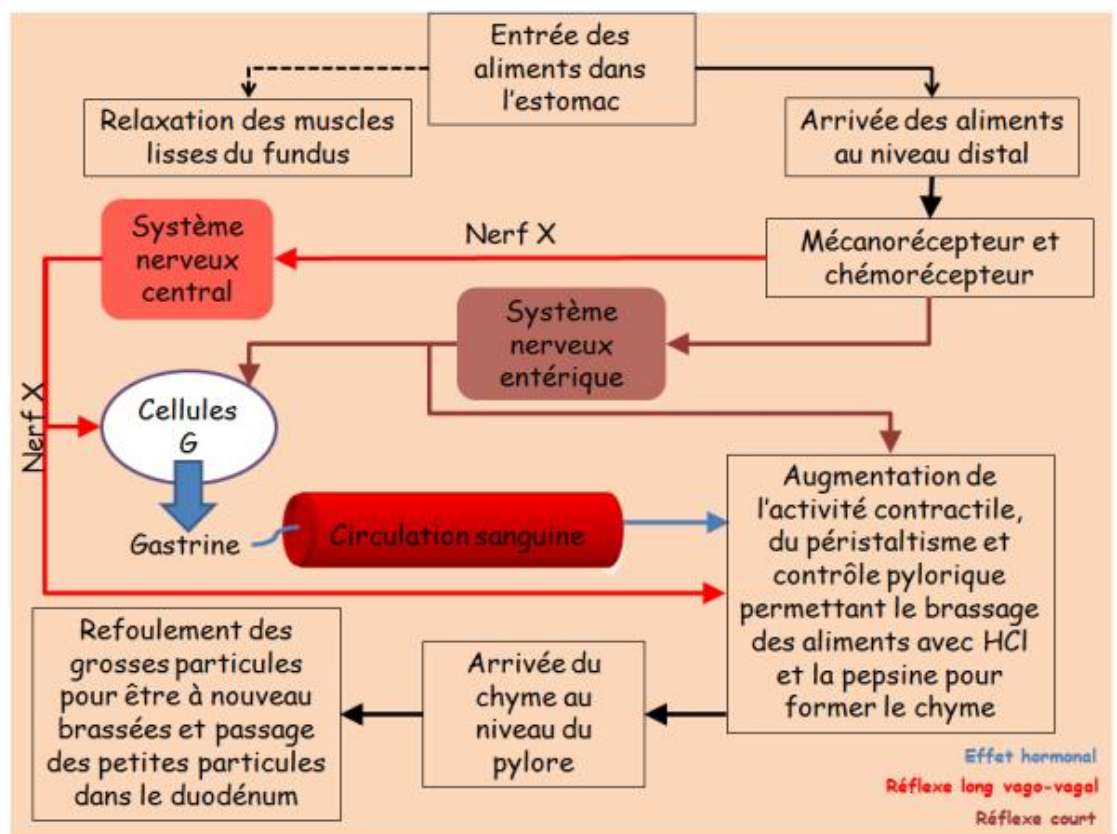 Entrée des
aliments dans
l'estomac
Relaxation des muscles
lisses du fundus
Arrivée des aliments
au niveau distal
Système
nerveux
central
Nerf X
Mécanorécepteur et
chémorécepteur
Système
nerveux
entérique
Nerf X
Cellules
G
Gastrine
Circulation sanguine
Augmentation de
l'activité contractile,
du péristaltisme et
contrôle pylorique
permettant le brassage
des aliments avec HCl
et la pepsine pour
former le chyme
Refoulement des
grosses particules
pour être à nouveau
brassées et passage
des petites particules
dans le duodénum
Arrivée du
chyme au
niveau du
pylore
Effet hormonal
Réflexe long vago-vagal
Réflexe court